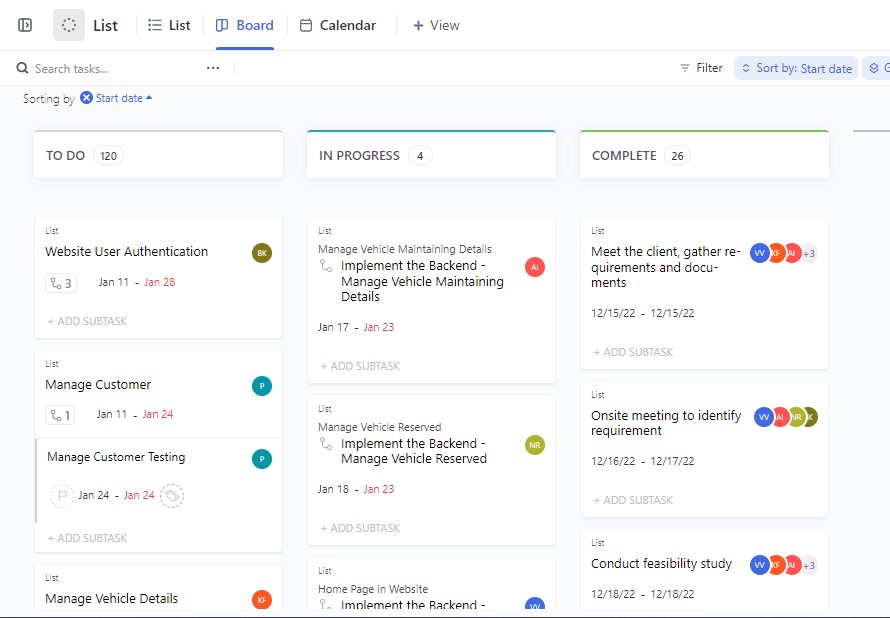 List
List
Board
Calendar
+ View
Search tasks...
...
Filter
Sort by: Start date
G
Sorting by
Start date
TO DO 120
List
Website User Authentication
BK
3
Jan 11 - Jan 28
+ ADD SUBTASK
List
Manage Customer
P
1
Jan 11 - Jan 24
Manage Customer Testing
P
Jan 24 - Jan 24
+ ADD SUBTASK
List
Manage Vehicle Details
KF
IN PROGRESS 4
List
Manage Vehicle Maintaining Details
Implement the Backend -
Manage Vehicle Maintaining
Details
AI
Jan 17 - Jan 23
+ ADD SUBTASK
List
Manage Vehicle Reserved
Implement the Backend -
Manage Vehicle Reserved
NR
Jan 18 - Jan 23
+ ADD SUBTASK
List
Home Page in Website
Implement the Backend -
VV
COMPLETE 26
List
Meet the client, gather re-
quirements and docu-
ments
VV KF AI +3
12/15/22 - 12/15/22
+ ADD SUBTASK
List
Onsite meeting to identify
requirement
VV AI NR K
12/16/22 - 12/17/22
+ ADD SUBTASK
List
Conduct feasibility study
VV KF AI +3
12/18/22 - 12/18/22